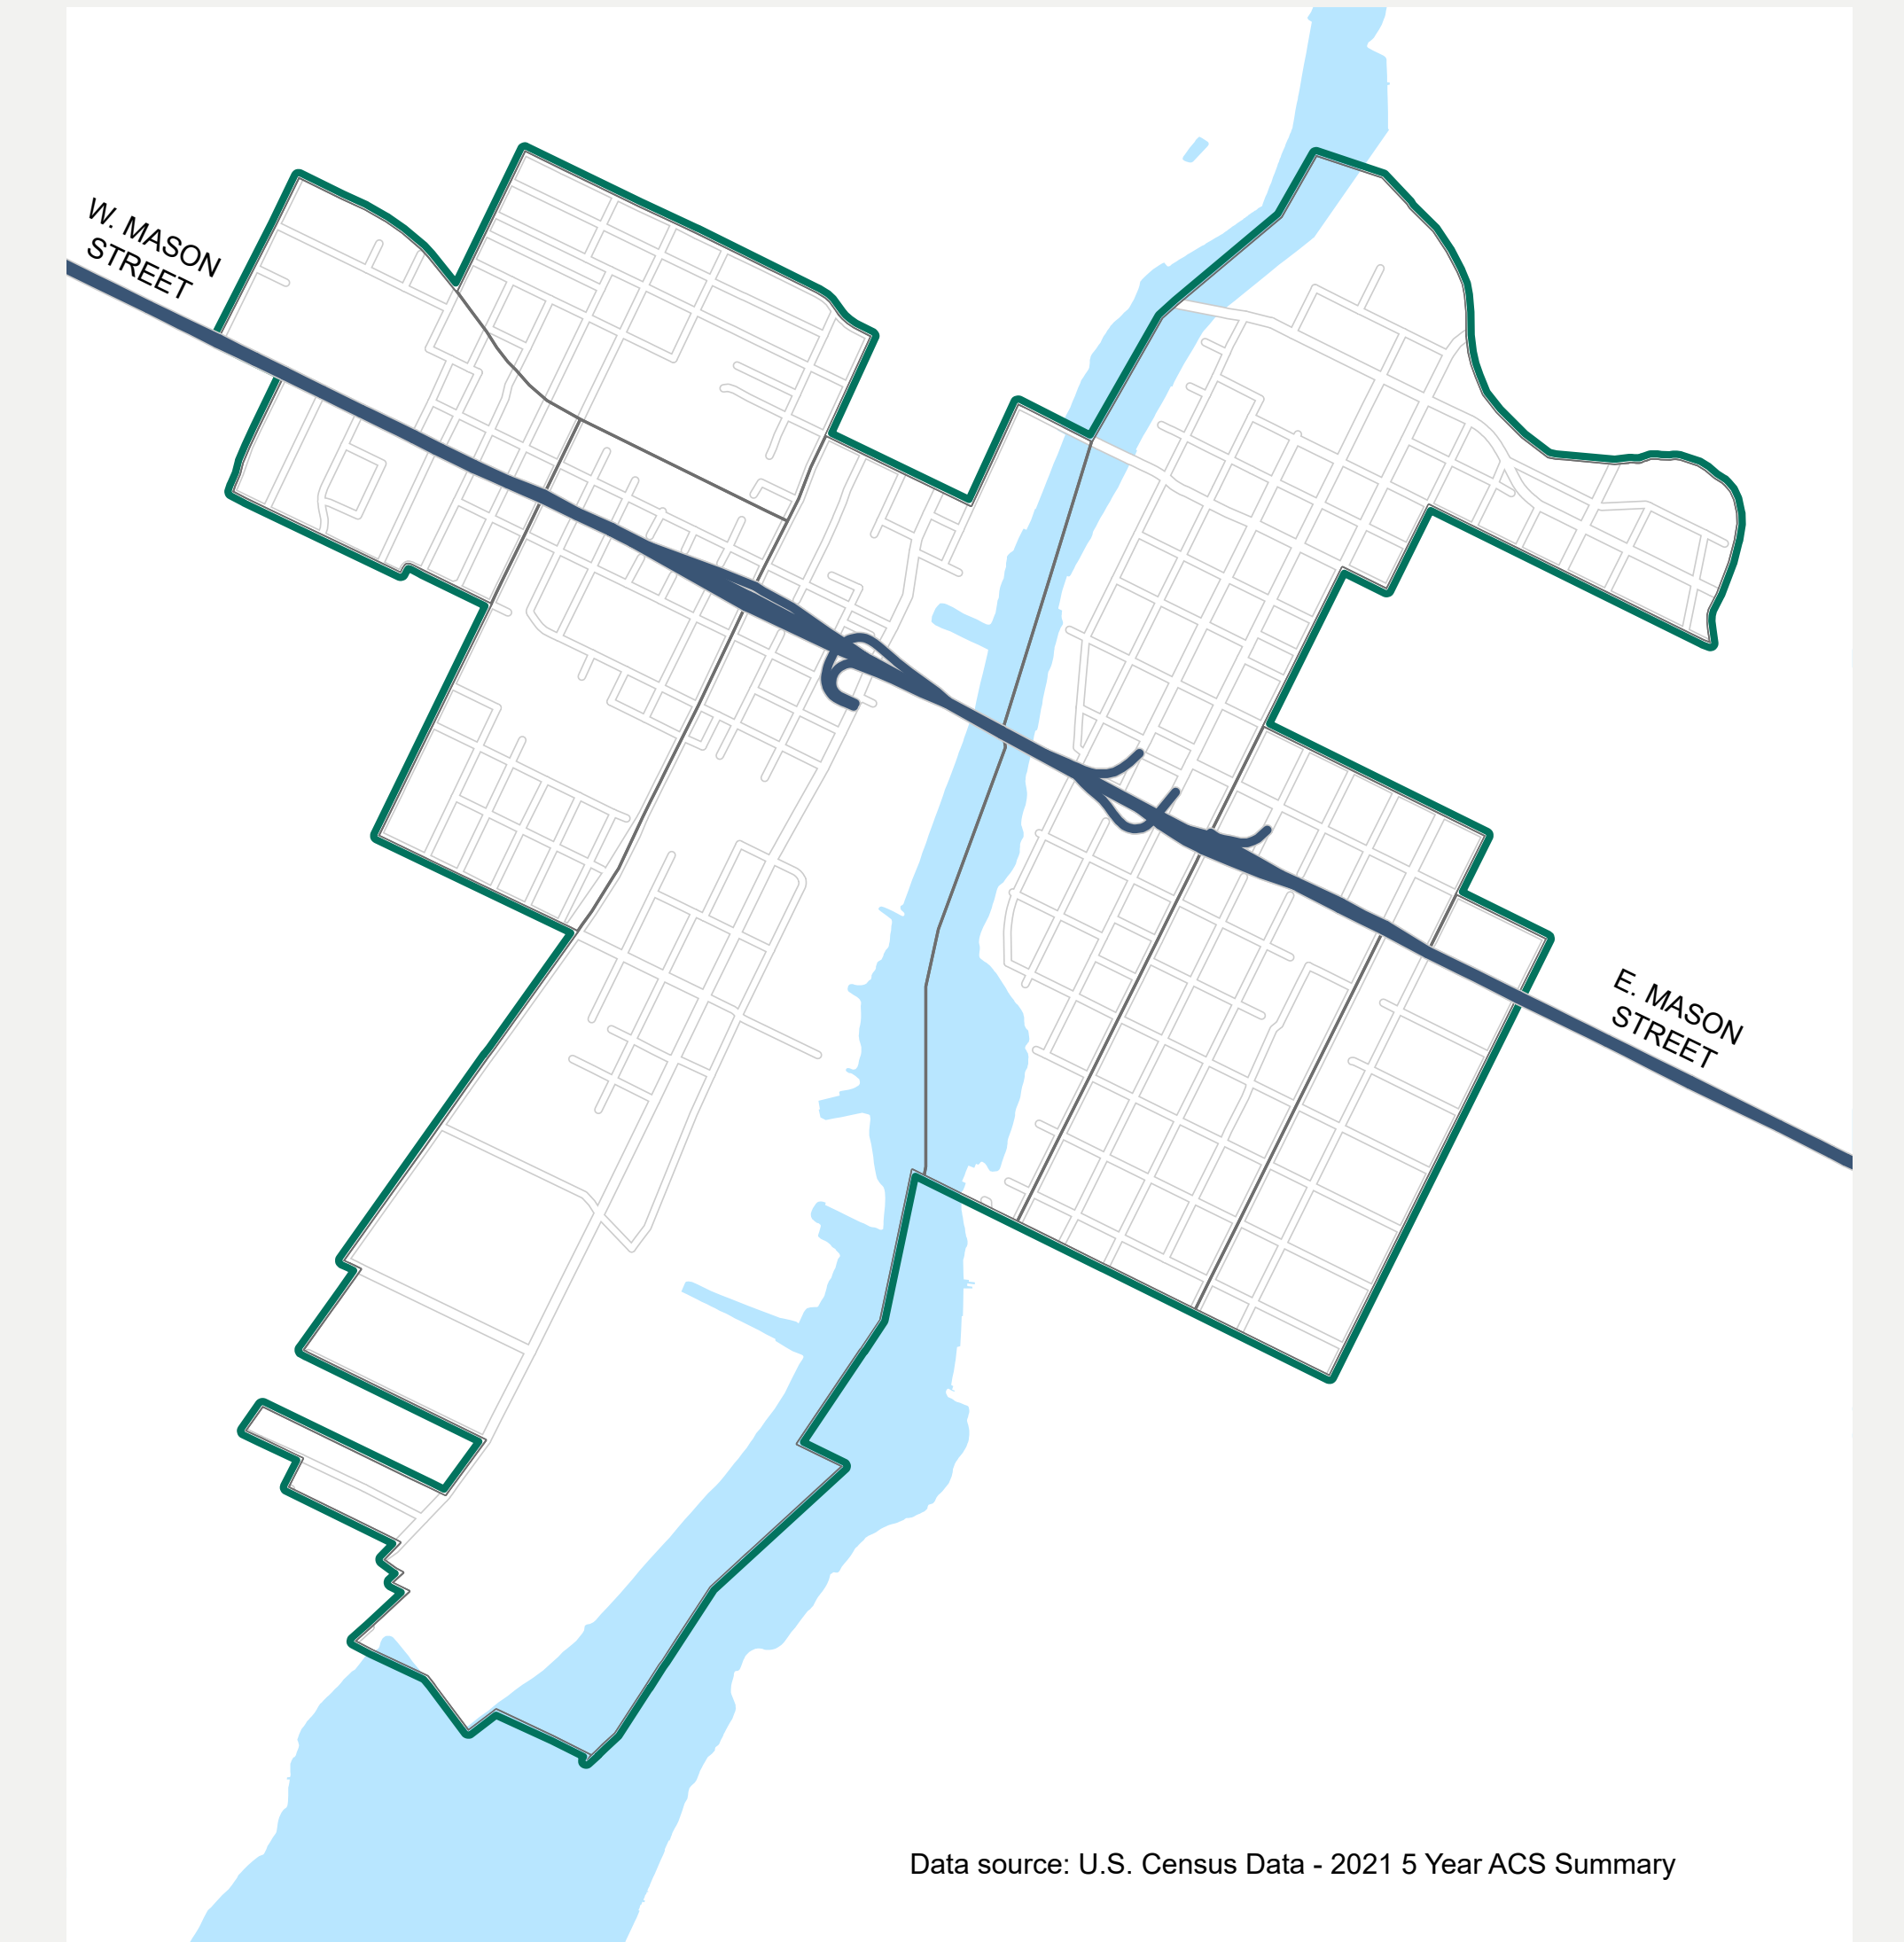 W. MASON
STREET
E. MASON
STREET
Data source: U.S. Census Data - 2021 5 Year ACS Summary